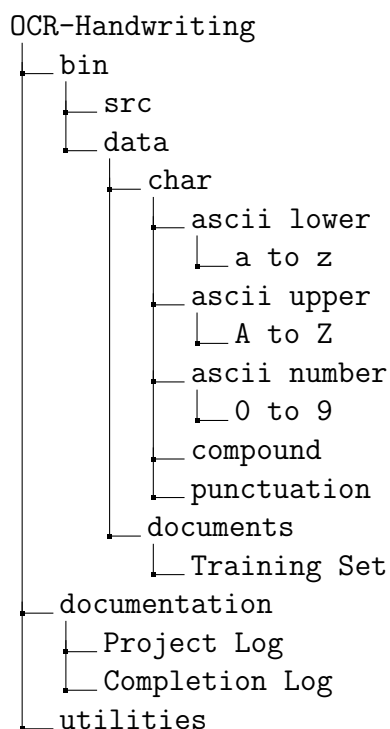 OCR-Handwriting
bin
src
data
char
ascii lower
a to z
ascii upper
A to Z
ascii number
0 to 9
compound
punctuation
documents
Training Set
documentation
Project Log
Completion Log
utilities